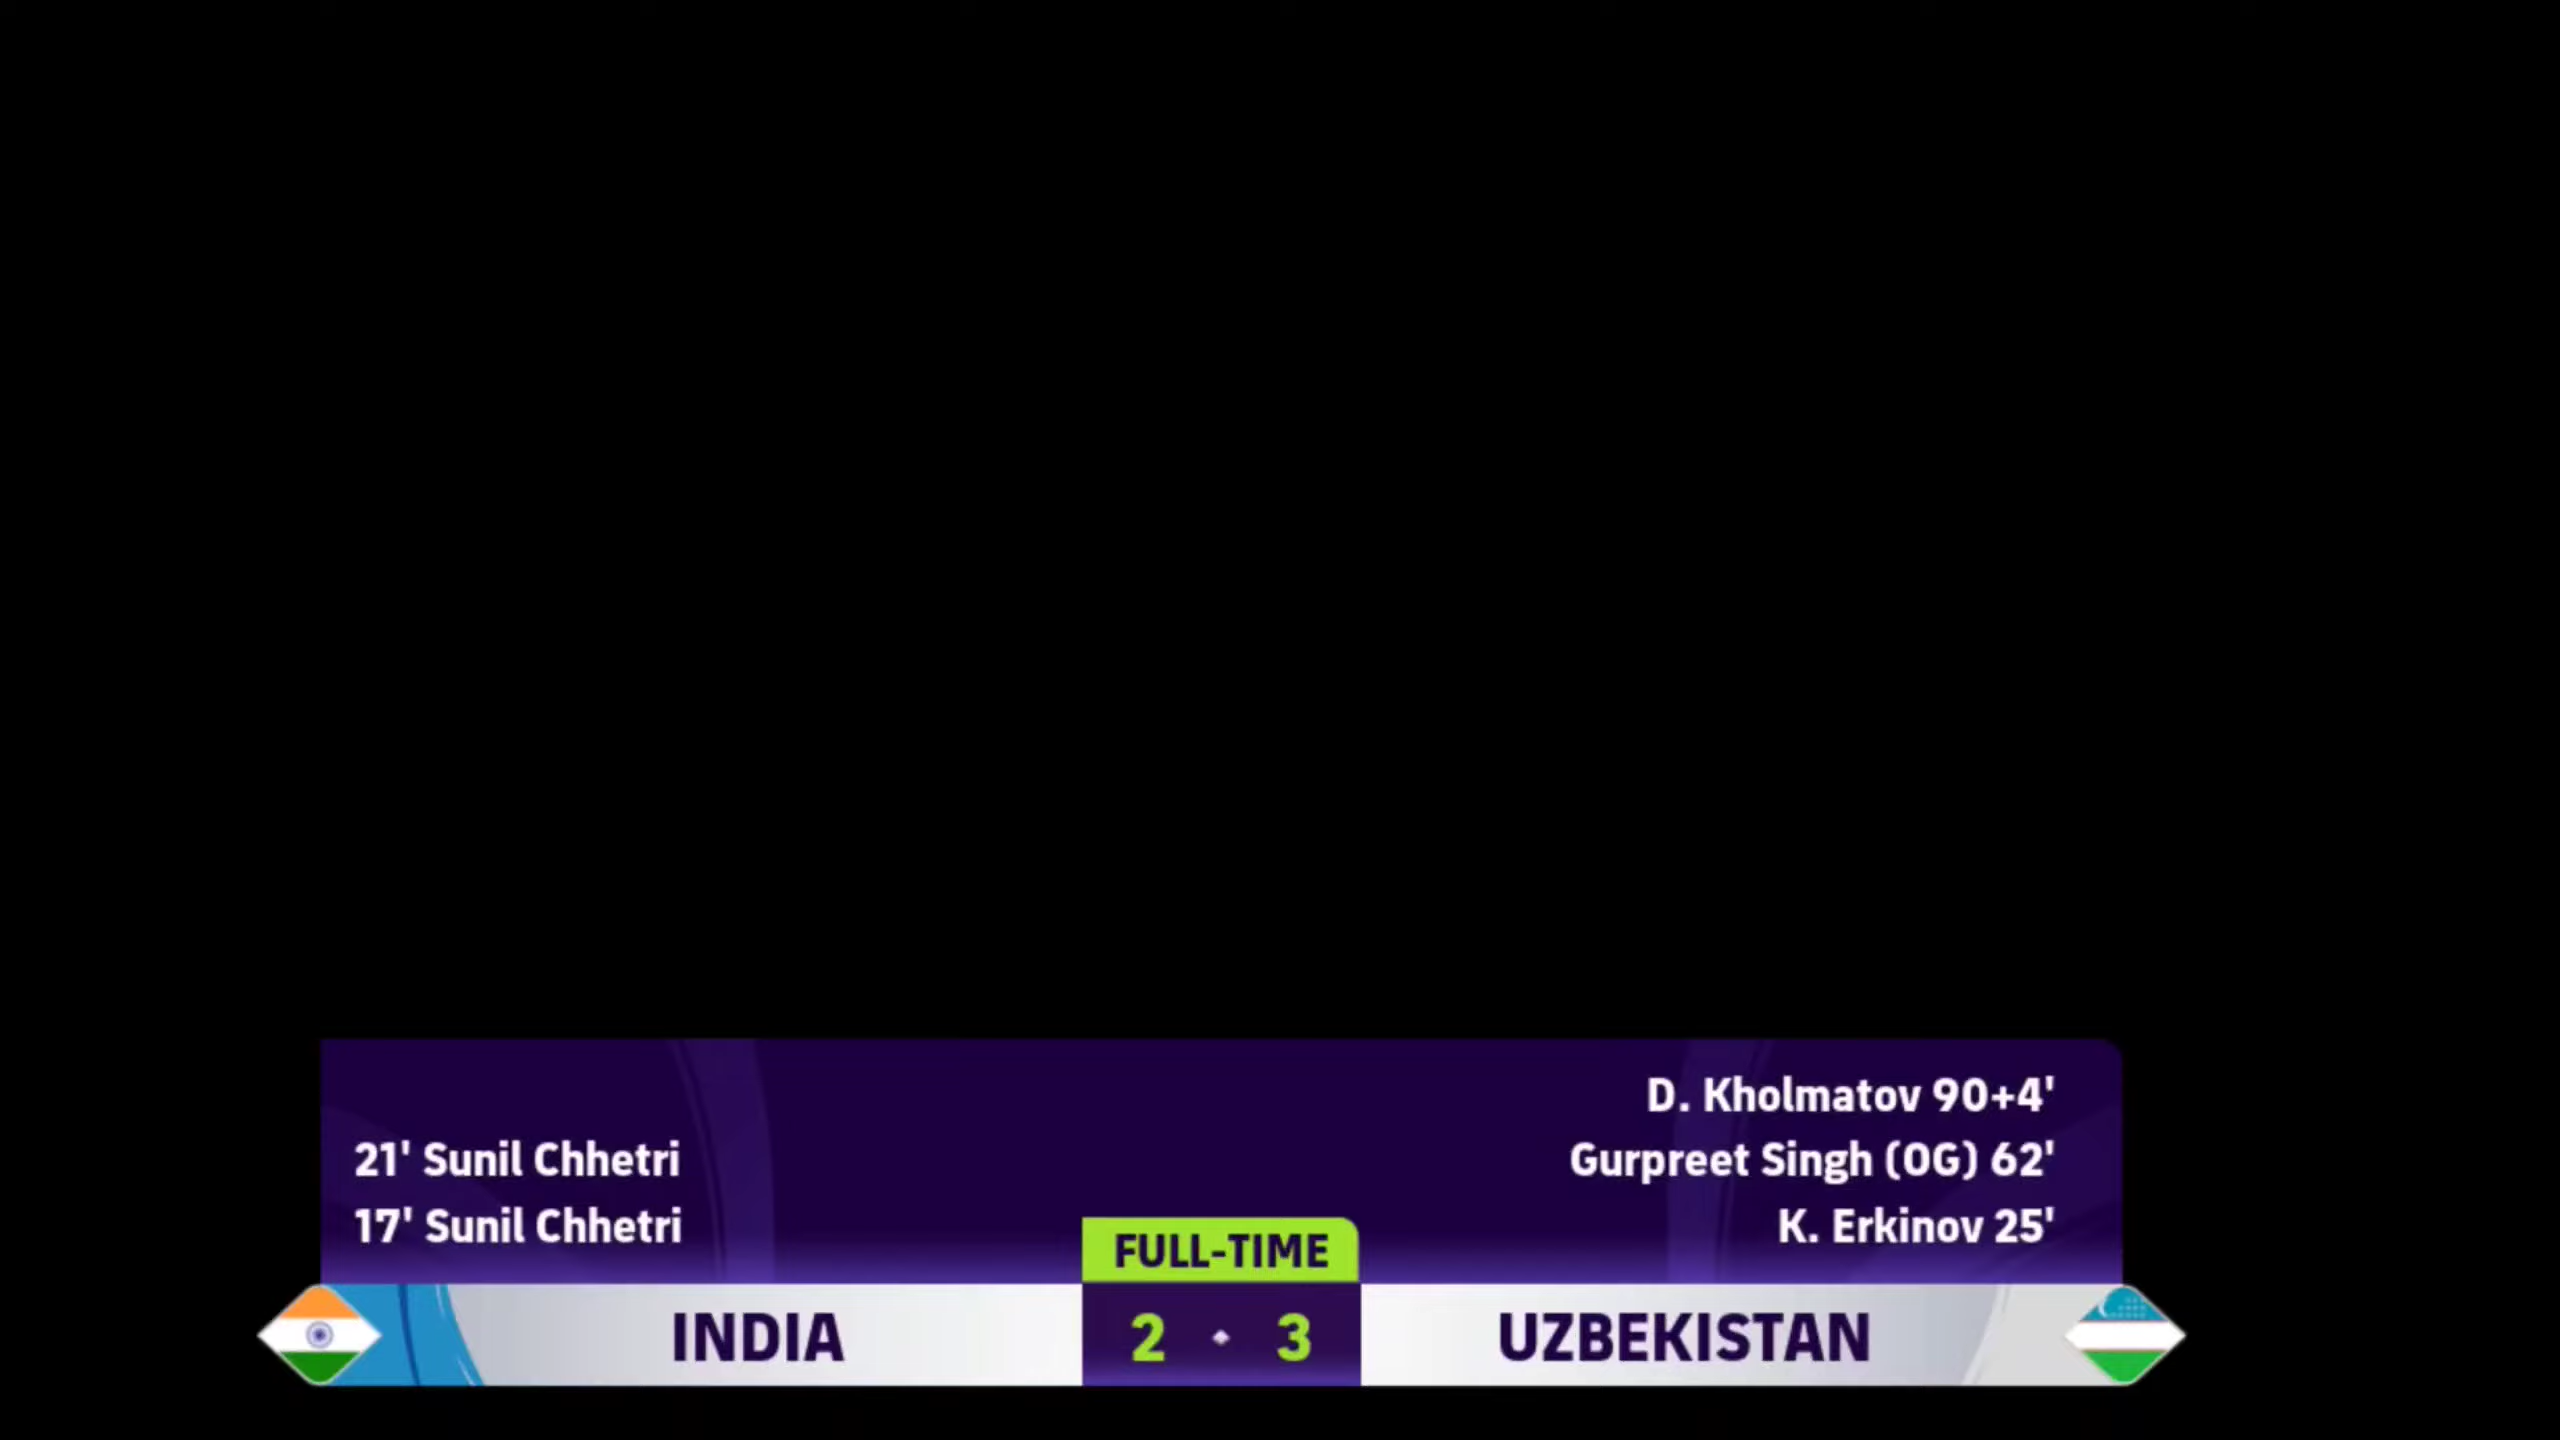 D. Kholmatov 90+4'
21' Sunil Chhetri
Gurpreet Singh (OG) 62'
17' Sunil Chhetri
K. Erkinov 25'
FULL-TIME
INDIA
2 - 3
UZBEKISTAN